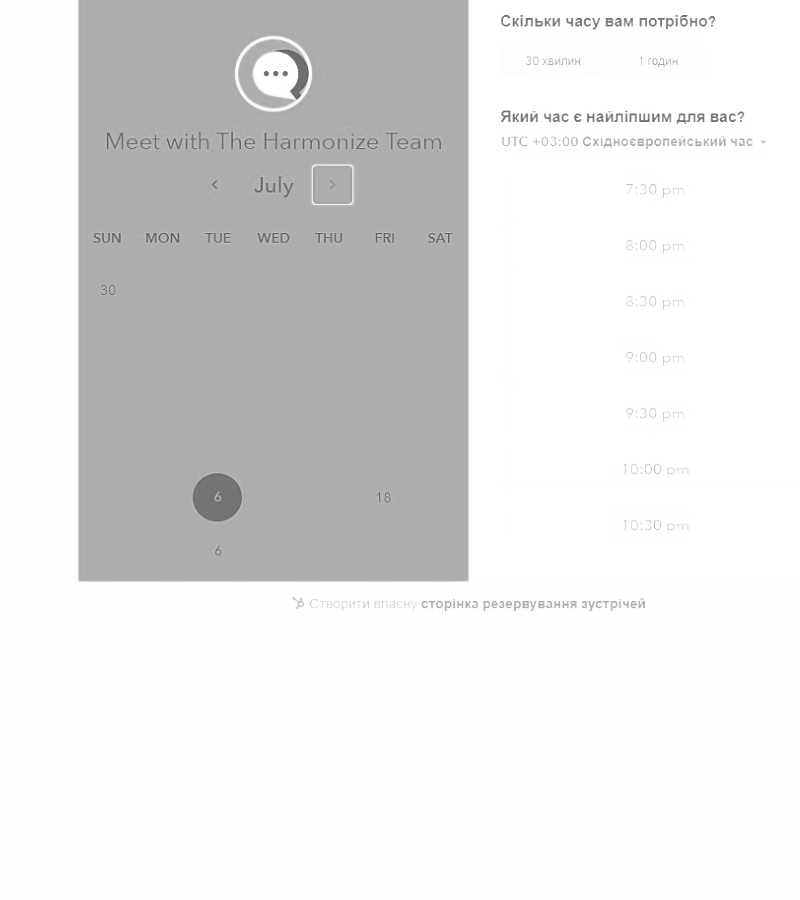 Meet with The Harmonize Team
July
SUN MON TUE WED THU FRI SAT
30
6 18
6
Скільки часу вам потрібно?
30 хвилин 1 годин
Який час є найліпшим для вас?
UTC +03:00 Східноєвропейський час
7:30 pm
8:00 pm
8:30 pm
9:00 pm
9:30 pm
10:00 pm
10:30 pm
Створити власну сторінка резервування зустрічей